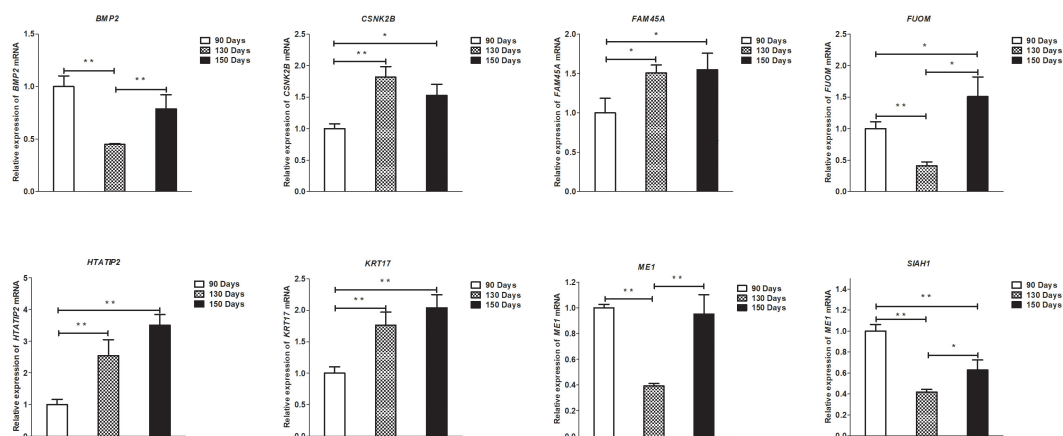 BMP2
Relative expression of BMP2 mRNA
1.5
1.0
0.5
0.0
* *
* *
90 Days
130 Days
150 Days
CSNK2B
Relative expression of CSNK2B mRNA
2.5
2.0
1.5
1.0
0.5
0.0
*
* *
90 Days
130 Days
150 Days
FAM45A
Relative expression of FAM45A mRNA
2.0
1.5
1.0
0.5
0.0
*
*
90 Days
130 Days
150 Days
FUOM
Relative expression of FUOM mRNA
2.5
2.0
1.5
1.0
0.5
0.0
*
*
* *
90 Days
130 Days
150 Days
HTATIP2
Relative expression of HTATIP2 mRNA
5
4
3
2
1
0
* *
* *
90 Days
130 Days
150 Days
KRT17
Relative expression of KRT17 mRNA
2.5
2.0
1.5
1.0
0.5
0.0
* *
* *
90 Days
130 Days
150 Days
ME1
Relative expression of ME1 mRNA
1.2
1.0
0.8
0.6
0.4
0.2
0.0
* *
* *
90 Days
130 Days
150 Days
SIAH1
Relative expression of ME1 mRNA
1.4
1.2
1.0
0.8
0.6
0.4
0.2
0.0
* *
* *
*
90 Days
130 Days
150 Days